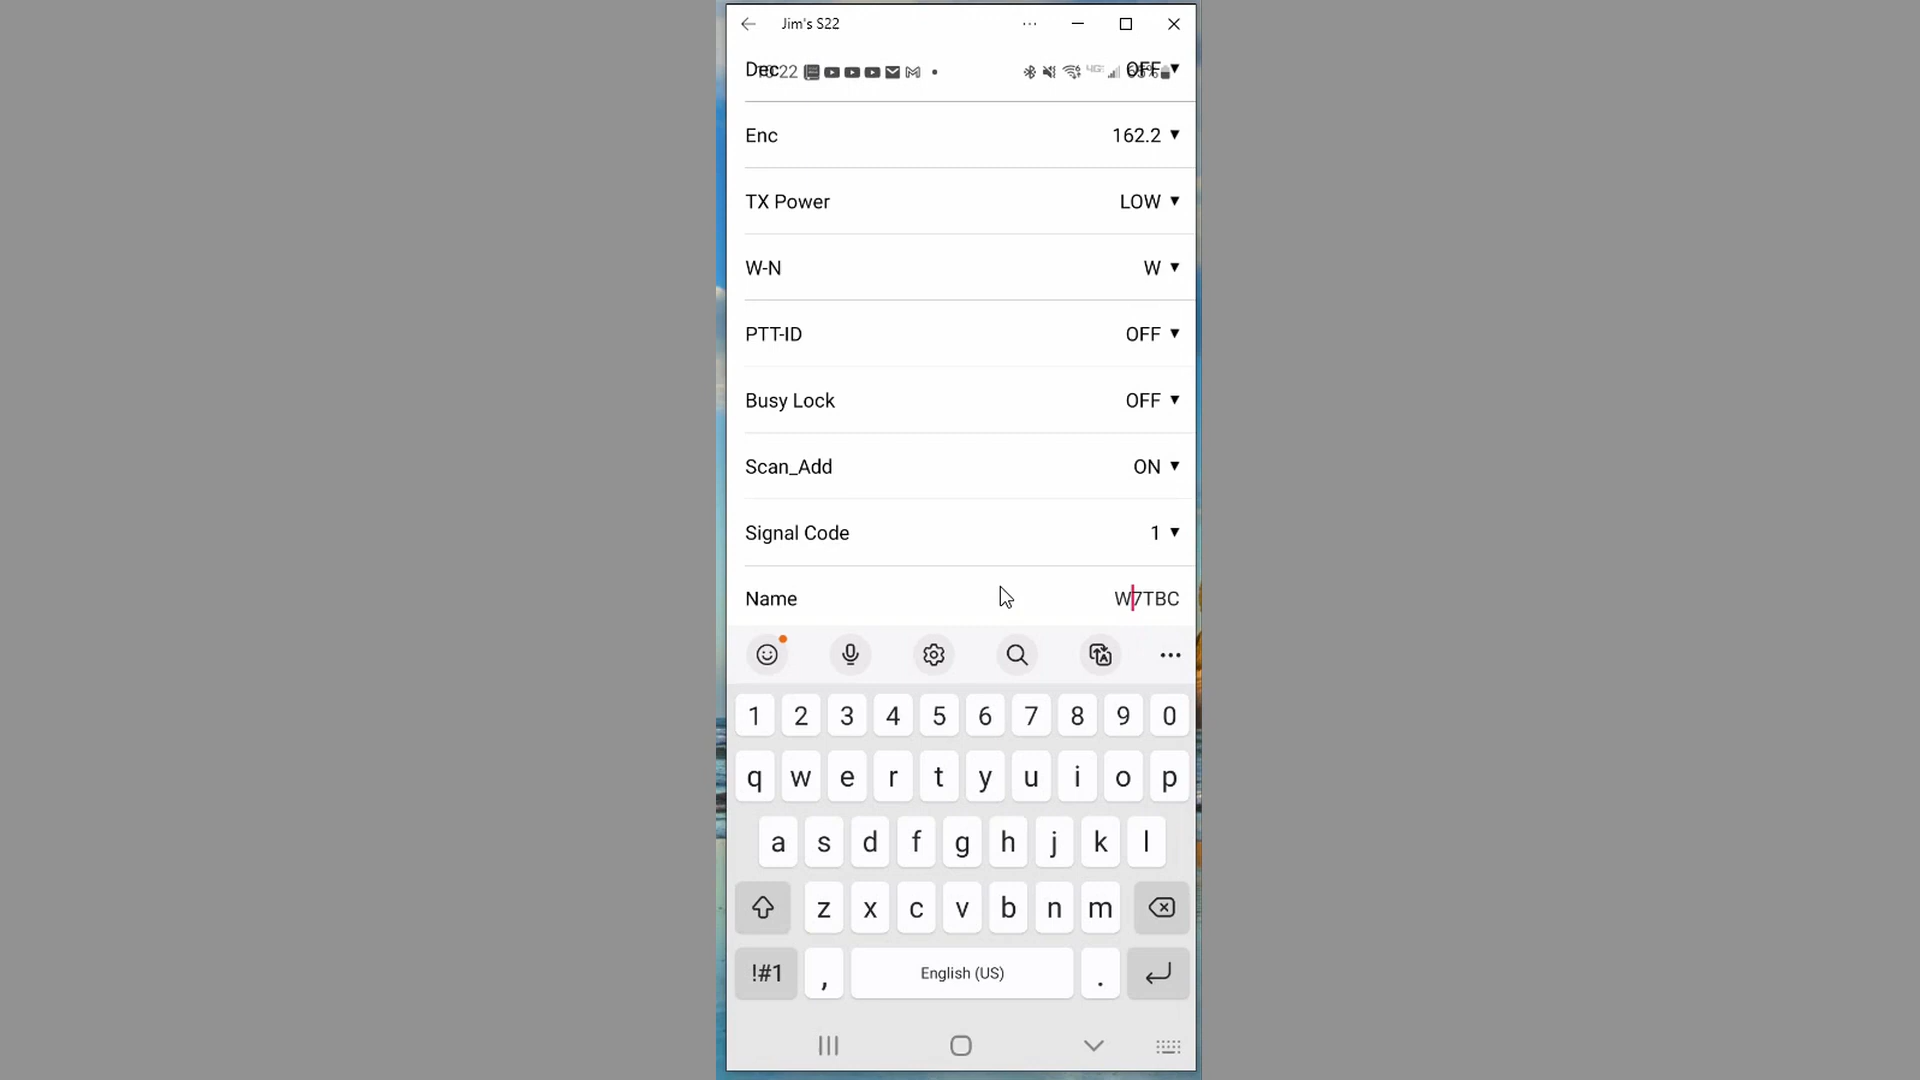 Jim's S22
Dec OFF
Enc 162.2
TX Power LOW
W-N W
PTT-ID OFF
Busy Lock OFF
Scan_Add ON
Signal Code 1
Name W7TBC
1 2 3 4 5 6 7 8 9 0
q w e r t y u i o p
a s d f g h j k l
z x c v b n m
!#1 , English (US) .